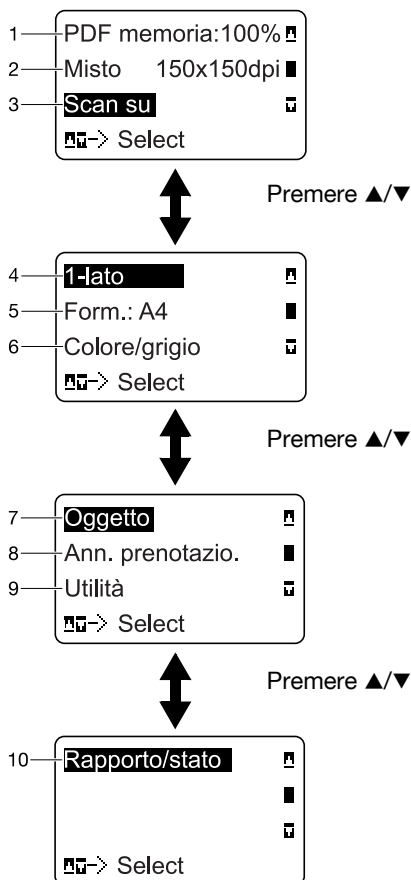 1 PDF memoria:100%
2 Misto 150x150dpi
3 Scan su
-> Select
Premere ▲/▼
4 1-lato
5 Form.: A4
6 Colore/grigio
-> Select
Premere ▲/▼
7 Oggetto
8 Ann. prenotazio.
9 Utilità
-> Select
Premere ▲/▼
10 Rapporto/stato
-> Select